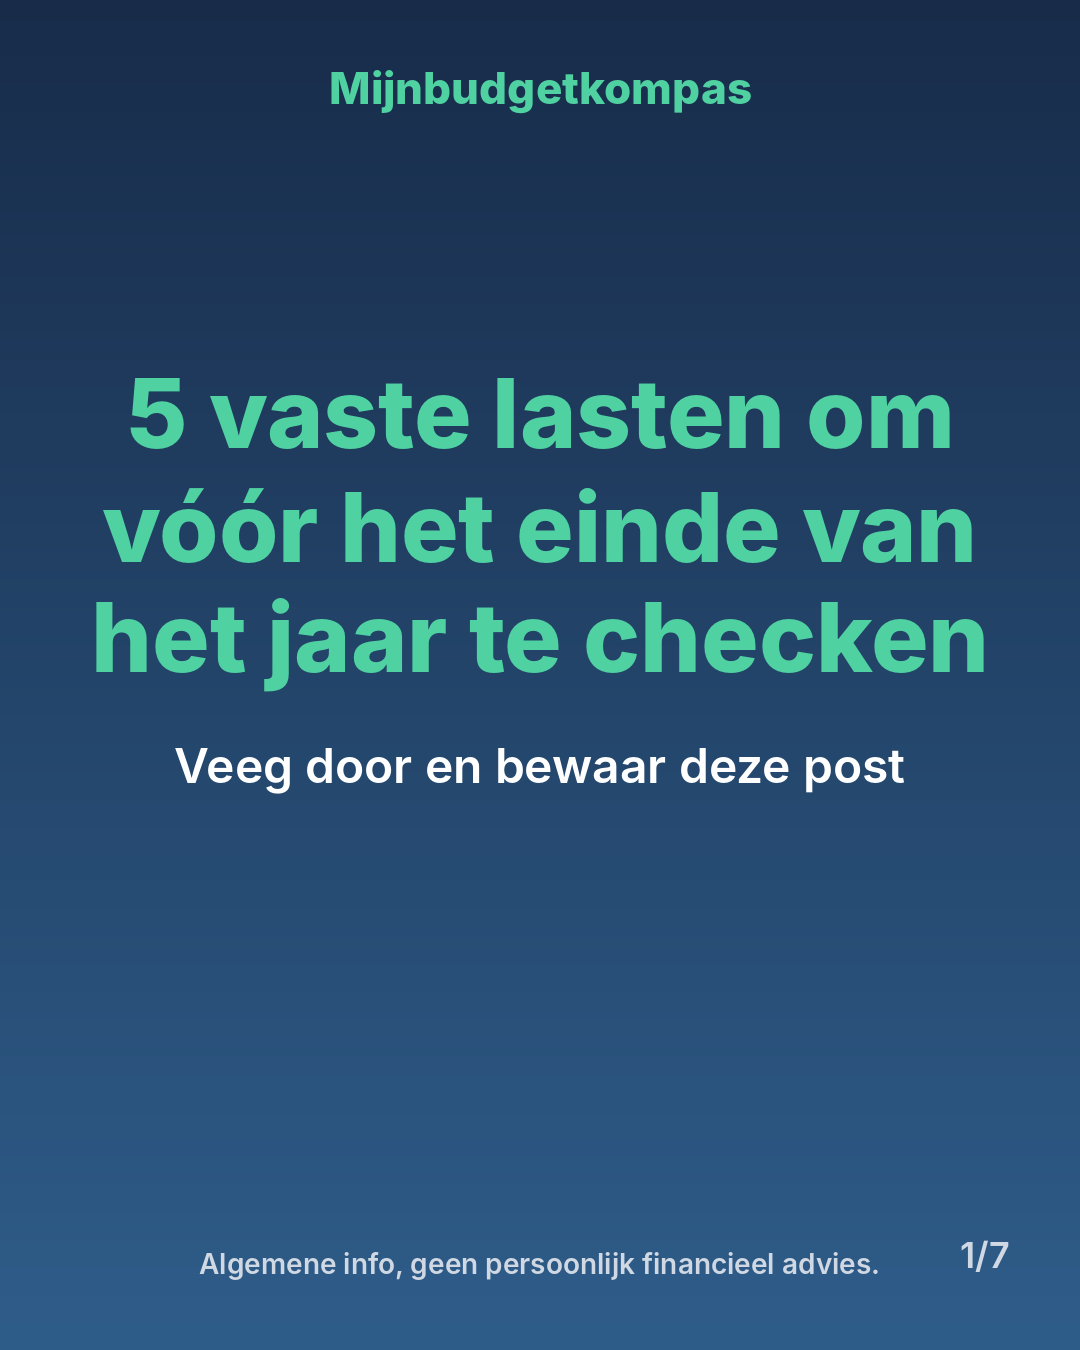 Mijnbudgetkompas
5 vaste lasten om
vóór het einde van
het jaar te checken
Veeg door en bewaar deze post
Algemene info, geen persoonlijk financieel advies.
1/7